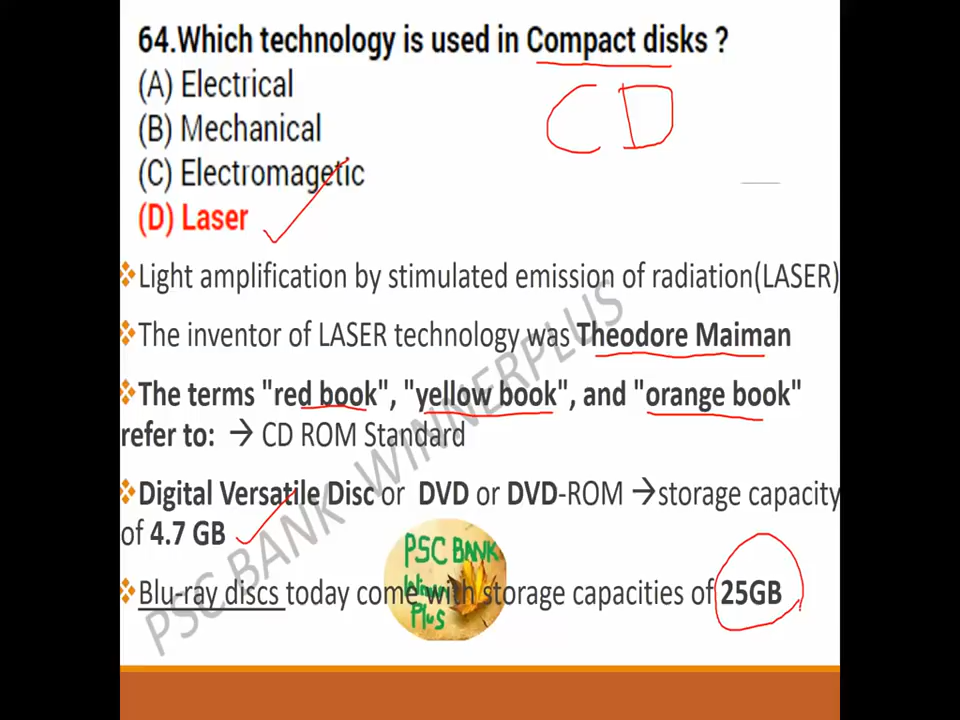 64.Which technology is used in Compact disks ?
CD
(A) Electrical
(B) Mechanical
(C) Electromagetic
(D) Laser
❖Light amplification by stimulated emission of radiation(LASER)
❖The inventor of LASER technology was Theodore Maiman
❖The terms "red book", "yellow book", and "orange book"
refer to: → CD ROM Standard
❖Digital Versatile Disc or DVD or DVD-ROM →storage capacity
of 4.7 GB
❖Blu-ray discs today come with storage capacities of 25GB
PSC BANK WINNERPLUS
PSC BANK
Winner
Plus